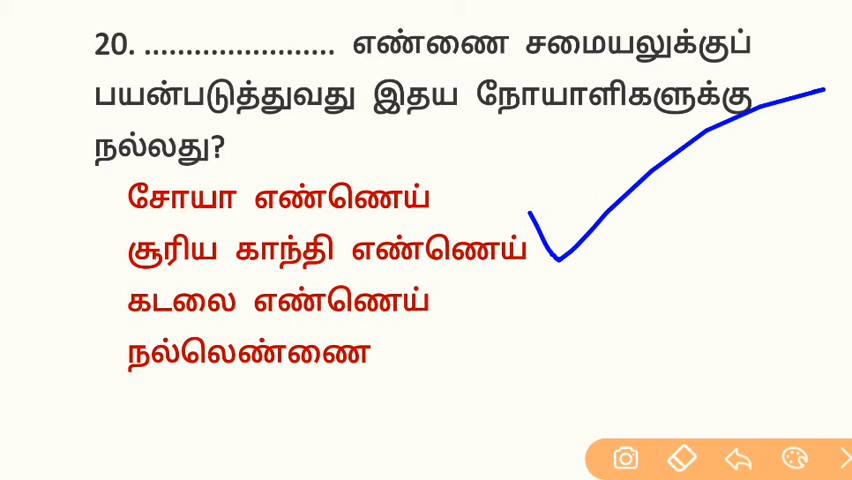 20. ....................... எண்ணை சமையலுக்குப்
பயன்படுத்துவது இதய நோயாளிகளுக்கு
நல்லது?
சோயா எண்ணெய்
சூரிய காந்தி எண்ணெய்
கடலை எண்ணெய்
நல்லெண்ணை